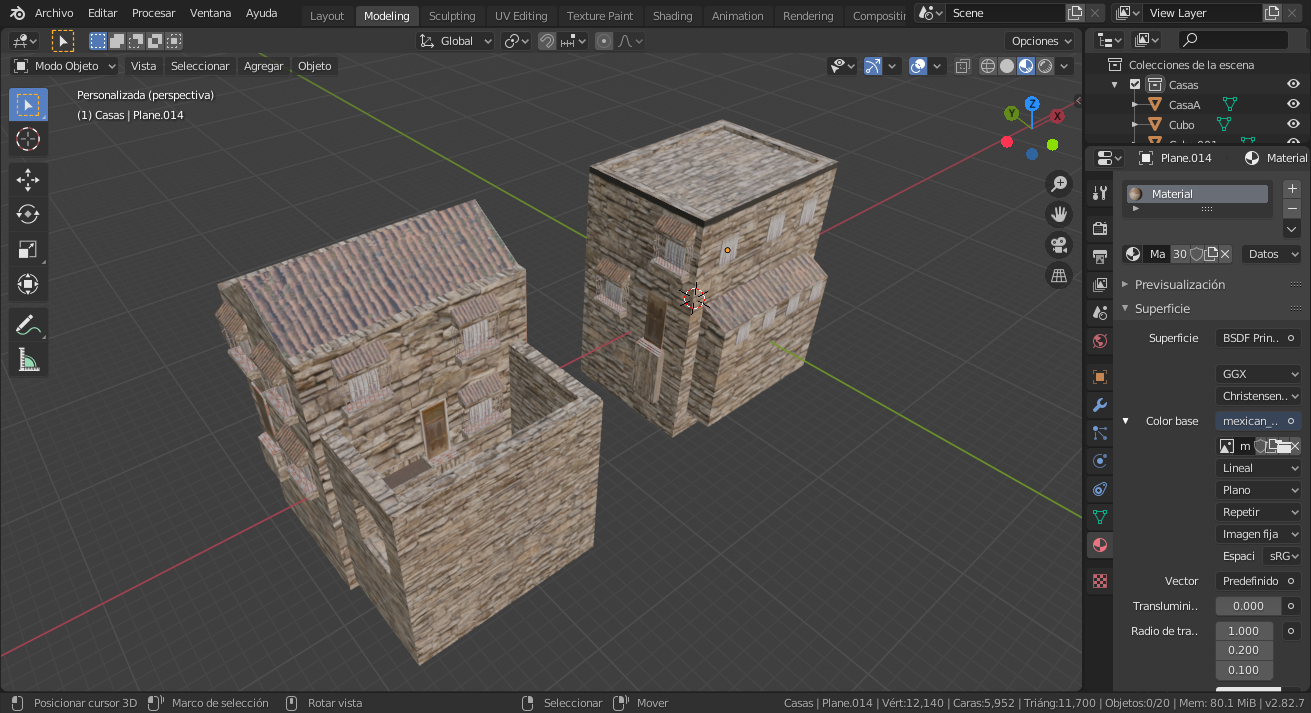 Archivo Editar Procesar Ventana Ayuda Layout Modeling Sculpting UV Editing Texture Paint Shading Animation Rendering Compositin Scene View Layer
Global Opciones
Modo Objeto Vista Seleccionar Agregar Objeto
Personalizada (perspectiva)
(1) Casas | Plane.014
Z
Y
X
Colecciones de la escena
Casas
CasaA
Cubo
Plane.014 Material
Material
Ma 30 Datos
Previsualización
Superficie
Superficie BSDF Prin..
GGX
Christensen..
Color base mexican_..
m
Lineal
Plano
Repetir
Imagen fija
Espaci sRG
Vector Predefinido
Translumini.. 0.000
Radio de tra.. 1.000
0.200
0.100
Posicionar cursor 3D Marco de selección Rotar vista Seleccionar Mover Casas | Plane.014 | Vért:12,140 | Caras:5,952 | Triáng:11,700 | Objetos:0/20 | Mem: 80.1 MiB | v2.82.7